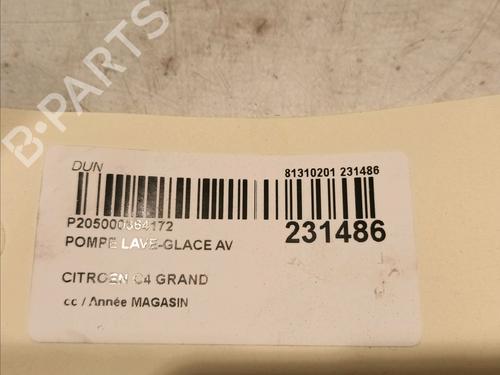 B-PARTS
DUN
81310201 231486
P205000364172
231486
POMPE LAVE-GLACE AV
CITROEN C4 GRAND
cc / Année MAGASIN